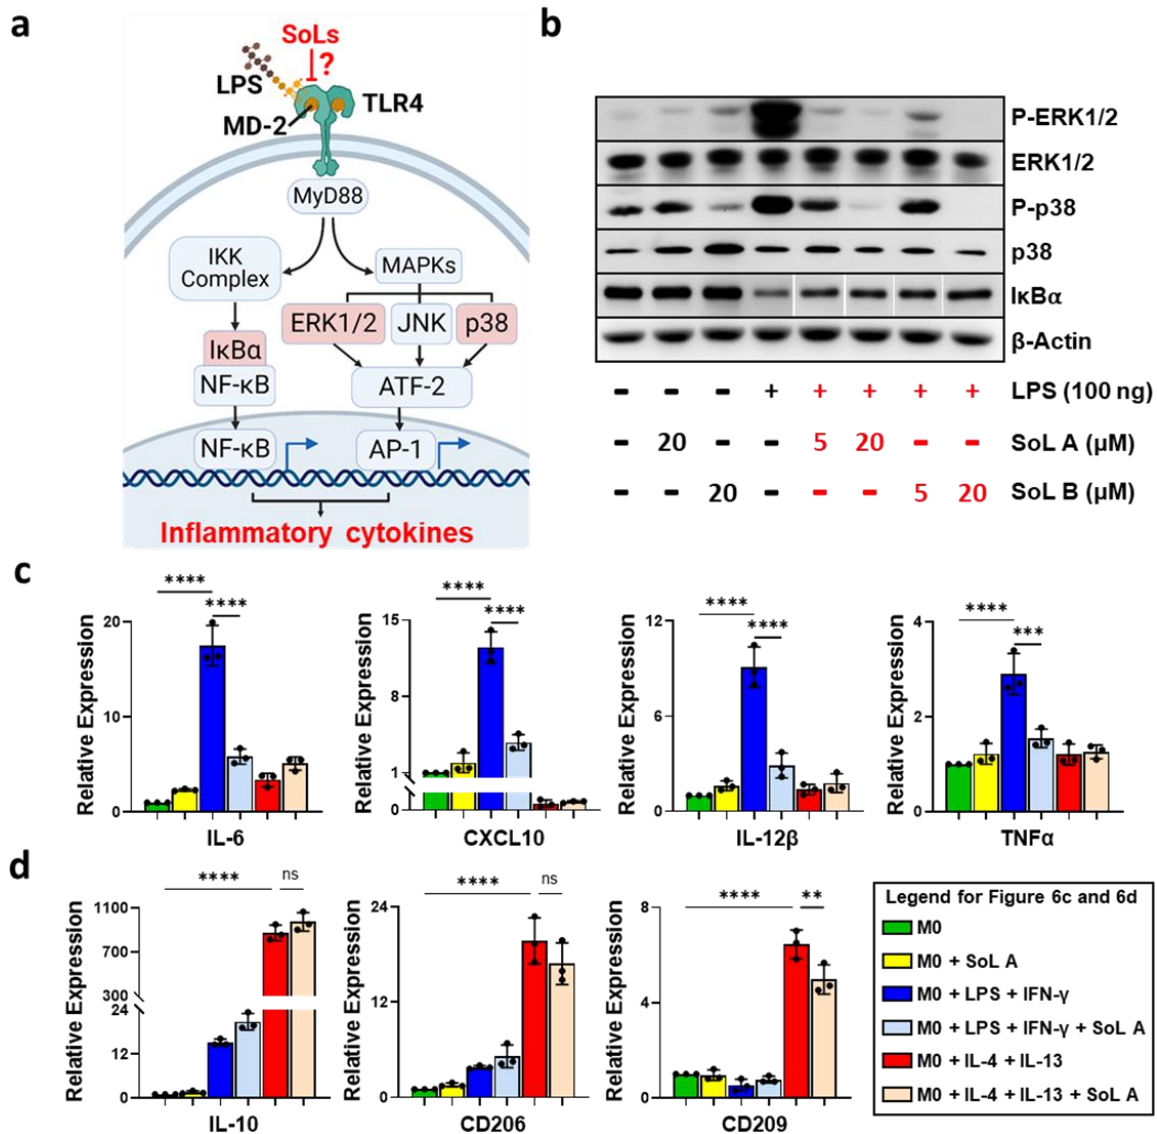 a
SoLs
?
LPS
TLR4
MD-2
MyD88
IKK
Complex
MAPKs
ERK1/2
JNK
p38
IκBα
NF-κB
ATF-2
NF-κB
AP-1
Inflammatory cytokines
b
P-ERK1/2
ERK1/2
P-p38
p38
IκBα
β-Actin
- - - + + + + + LPS (100 ng)
- 20 - - 5 20 - - SoL A (µM)
- - 20 - - - 5 20 SoL B (µM)
c
Relative Expression
20
10
0
****
****
IL-6
Relative Expression
15
8
1
0
****
****
CXCL10
Relative Expression
12
6
0
****
****
IL-12β
Relative Expression
4
2
0
****
***
TNFα
d
Relative Expression
1100
700
300
24
12
0
****
ns
IL-10
Relative Expression
24
12
0
****
ns
CD206
Relative Expression
8
4
0
****
**
CD209
Legend for Figure 6c and 6d
M0
M0 + SoL A
M0 + LPS + IFN-γ
M0 + LPS + IFN-γ + SoL A
M0 + IL-4 + IL-13
M0 + IL-4 + IL-13 + SoL A